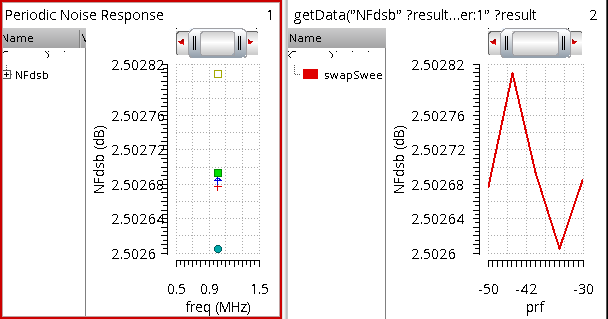 Periodic Noise Response 1
Name V
NFdsb
2.50282
2.50276
2.50272
2.50268
2.50264
2.5026
NFdsb (dB)
0.5 0.9 1.5
freq (MHz)
getData("NFdsb" ?result...er:1" ?result 2
Name
swapSwee
2.50282
2.50276
2.50272
2.50268
2.50264
2.5026
NFdsb (dB)
-50 -42 -30
prf